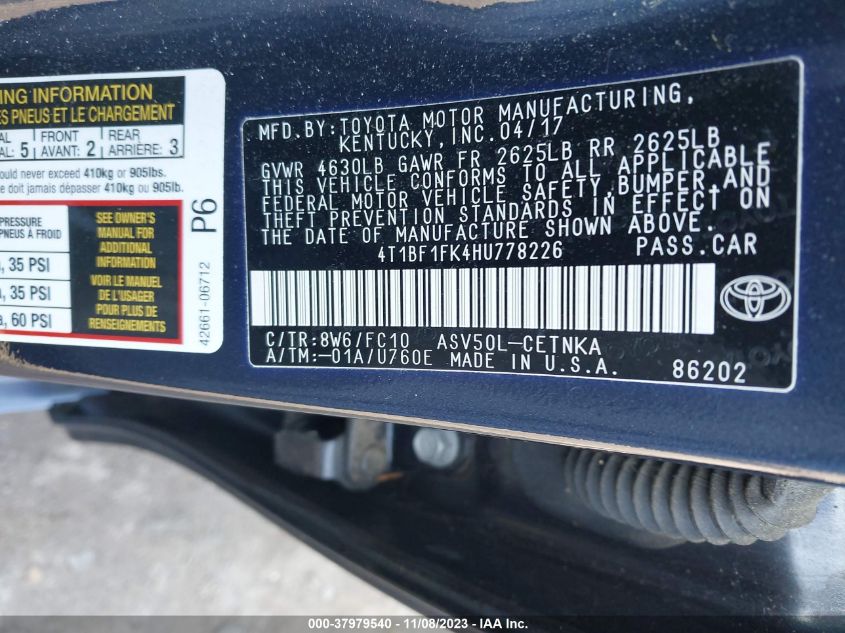 ING INFORMATION
ES PNEUS ET LE CHARGEMENT
AL
AL: 5
FRONT
AVANT: 2
REAR
ARRIÈRE: 3
ould never exceed 410kg or 905lbs.
e doit jamais dépasser 410kg ou 905lb.
PRESSURE
PNEUS À FROID
, 35 PSI
a, 35 PSI
a, 60 PSI
SEE OWNER'S
MANUAL FOR
ADDITIONAL
INFORMATION
VOIR LE MANUEL
DE L'USAGER
POUR PLUS DE
RENSEIGNEMENTS
P6
42661-06712
MFD. BY: TOYOTA MOTOR MANUFACTURING,
KENTUCKY, INC. 04/17
GVWR 4630LB GAWR FR 2625LB RR 2625LB
THIS VEHICLE CONFORMS TO ALL APPLICABLE
FEDERAL MOTOR VEHICLE SAFETY, BUMPER, AND
THEFT PREVENTION STANDARDS IN EFFECT ON
THE DATE OF MANUFACTURE SHOWN ABOVE.
4T1BF1FK4HU778226 PASS.CAR
C/TR: 8W6/FC10 ASV50L-CETNKA
A/TM: -01A/U760E MADE IN U.S.A.
86202
000-37979540 - 11/08/2023 - IAA Inc.